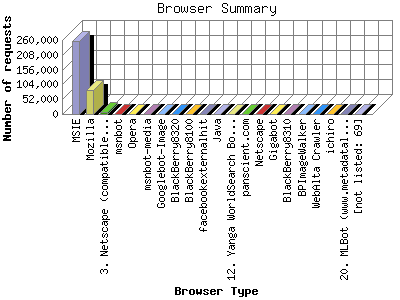 Browser Summary
Number of requests
260,000
208,000
156,000
104,000
52,000
0
MSIE
Mozilla
3. Netscape (compatible...
msnbot
Opera
msnbot-media
Googlebot-Image
BlackBerry8320
BlackBerry8100
facebookexternalhit
Java
12. Yanga WorldSearch Bo...
panscient.com
Netscape
Gigabot
BlackBerry8310
BPImageWalker
WebAlta Crawler
ichiro
20. MLBot (www.metadatal...
[not listed: 69]
Browser Type